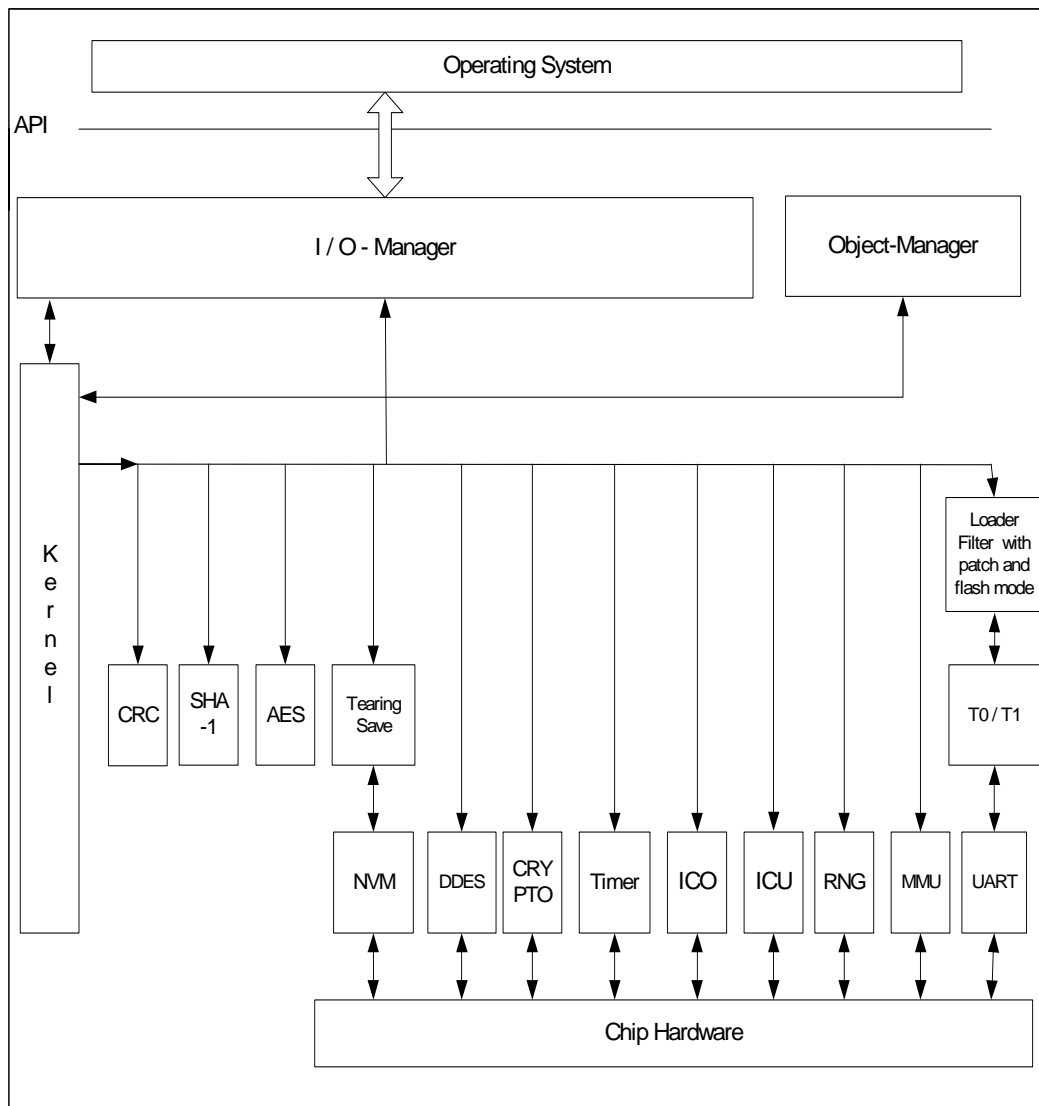 Operating System
API
I / O - Manager
Object-Manager
Kernel
Loader
Filter with
patch and
flash mode
CRC
SHA
-1
AES
Tearing
Save
T0 / T1
NVM
DDES
CRY
PTO
Timer
ICO
ICU
RNG
MMU
UART
Chip Hardware